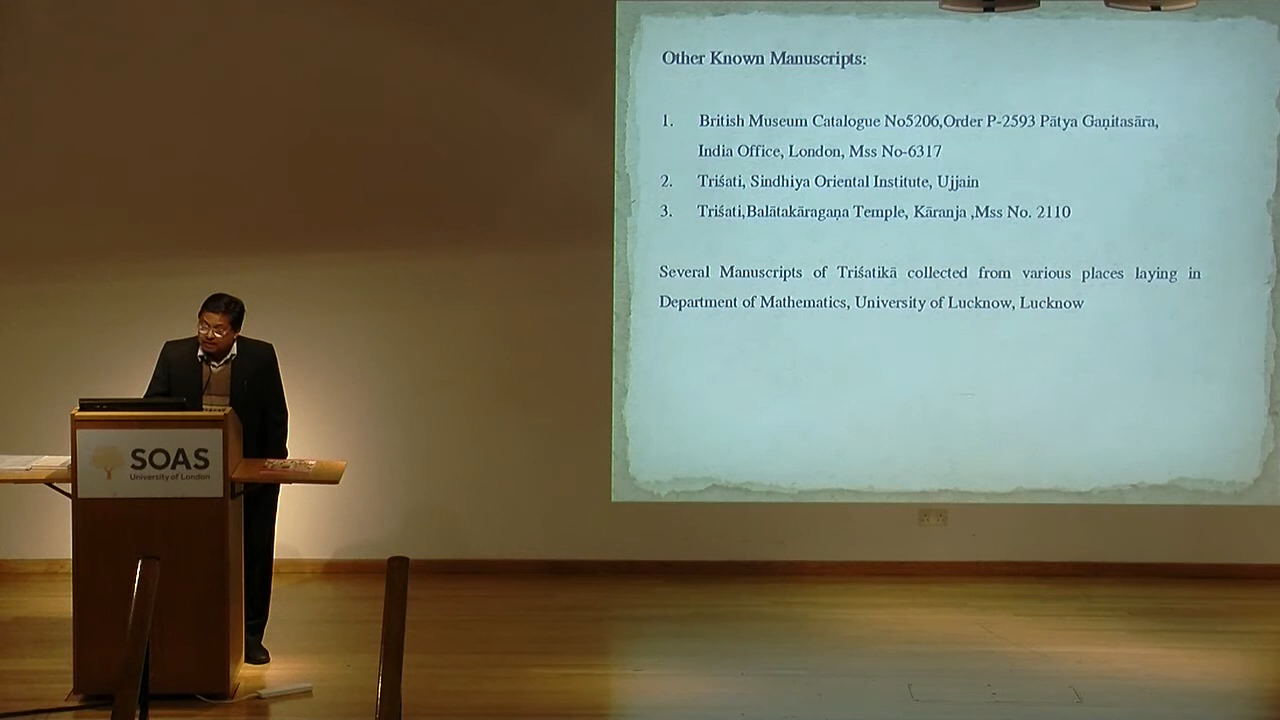 Other Known Manuscripts:
1. British Museum Catalogue No5206,Order P-2593 Pātya Gaṇitasāra,
India Office, London, Mss No-6317
2. Triśati, Sindhiya Oriental Institute, Ujjain
3. Triśati,Balātakāragaṇa Temple, Kāranja ,Mss No. 2110
Several Manuscripts of Triśatikā collected from various places laying in
Department of Mathematics, University of Lucknow, Lucknow
SOAS
University of London